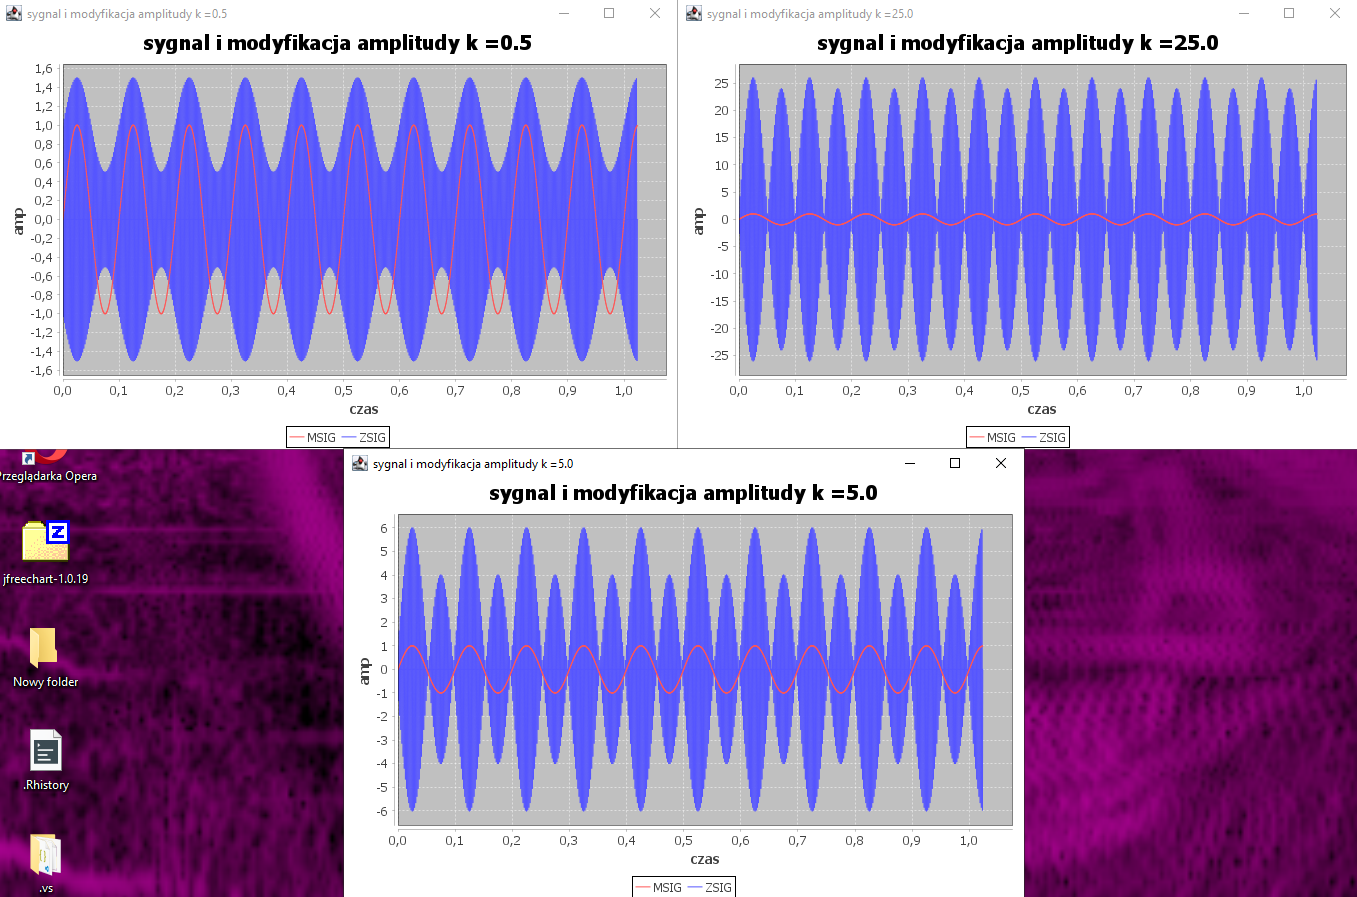 sygnal i modyfikacja amplitudy k =0.5
sygnal i modyfikacja amplitudy k =0.5
1,6
1,4
1,2
1,0
0,8
0,6
0,4
0,2
0,0
-0,2
-0,4
-0,6
-0,8
-1,0
-1,2
-1,4
-1,6
amp
0,0 0,1 0,2 0,3 0,4 0,5 0,6 0,7 0,8 0,9 1,0
czas
MSIG ZSIG
sygnal i modyfikacja amplitudy k =25.0
sygnal i modyfikacja amplitudy k =25.0
25
20
15
10
5
0
-5
-10
-15
-20
-25
amp
0,0 0,1 0,2 0,3 0,4 0,5 0,6 0,7 0,8 0,9 1,0
czas
MSIG ZSIG
rzeglądarka Opera
jfreechart-1.0.19
Nowy folder
.Rhistory
.vs
sygnal i modyfikacja amplitudy k =5.0
sygnal i modyfikacja amplitudy k =5.0
6
5
4
3
2
1
0
-1
-2
-3
-4
-5
-6
amp
0,0 0,1 0,2 0,3 0,4 0,5 0,6 0,7 0,8 0,9 1,0
czas
MSIG ZSIG